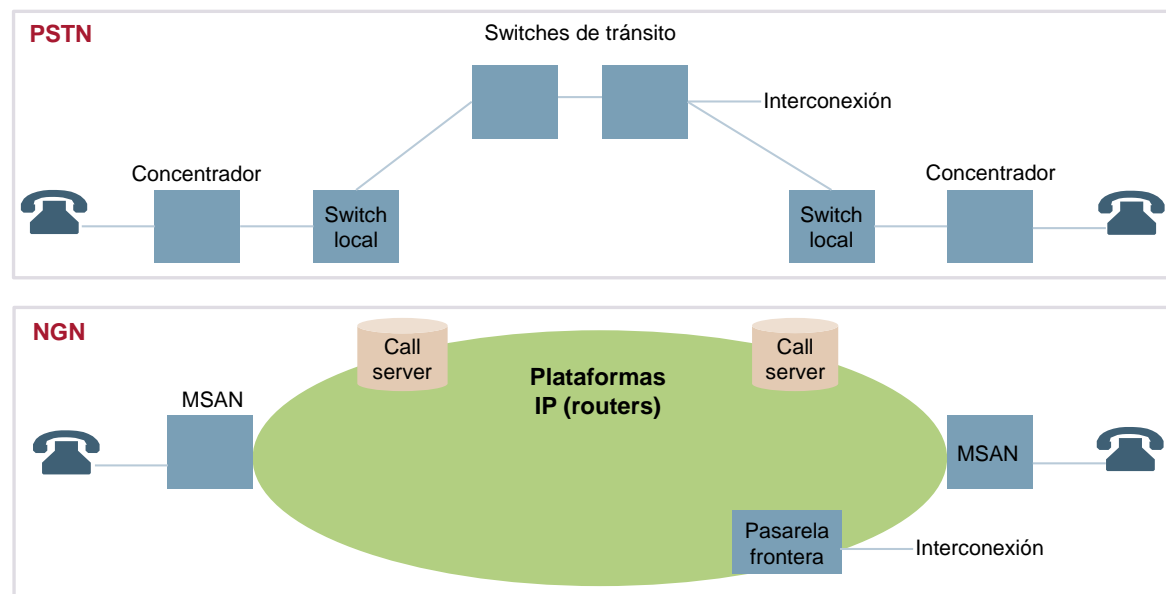 PSTN
Switches de tránsito
Interconexión
Concentrador
Concentrador
Switch
local
Switch
local
NGN
Call
server
Call
server
Plataformas
IP (routers)
MSAN
MSAN
Pasarela
frontera
Interconexión